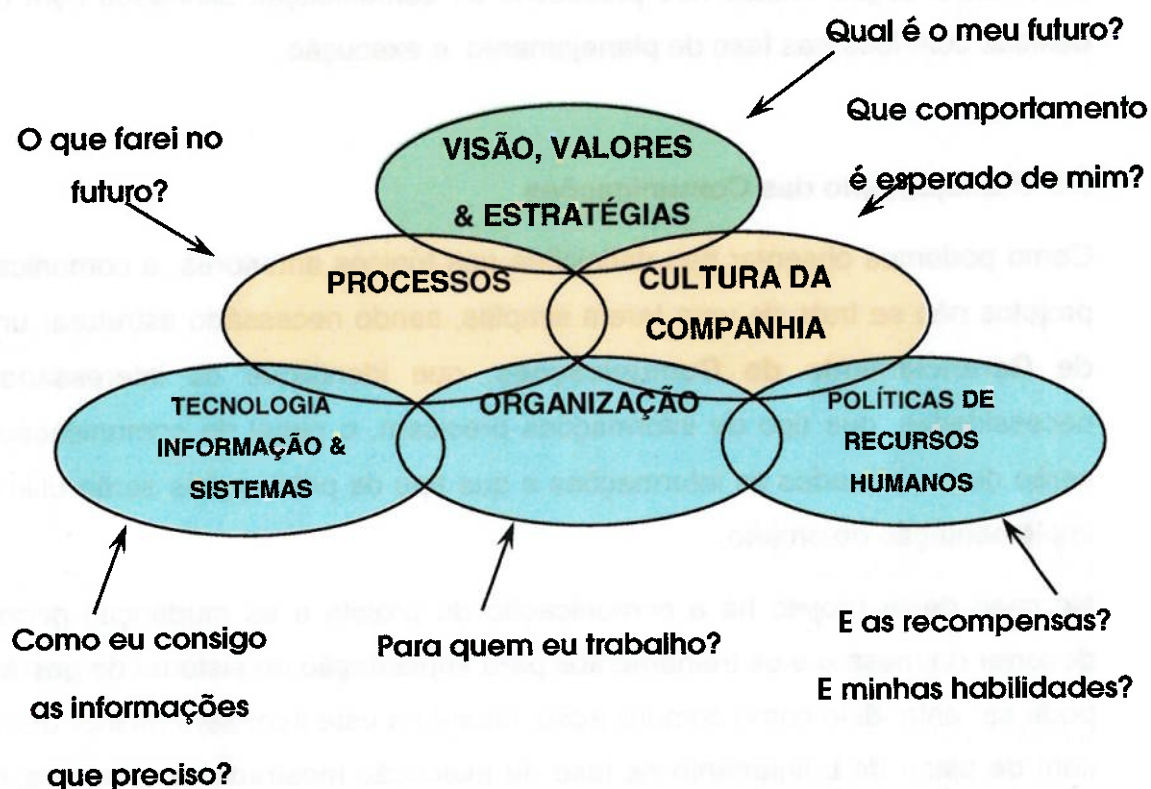 Qual é o meu futuro?
Que comportamento
é esperado de mim?
O que farei no
futuro?
VISÃO, VALORES
& ESTRATÉGIAS
PROCESSOS
CULTURA DA
COMPANHIA
TECNOLOGIA
INFORMAÇÃO &
SISTEMAS
ORGANIZAÇÃO
POLÍTICAS DE
RECURSOS
HUMANOS
Como eu consigo
as informações
que preciso?
Para quem eu trabalho?
E as recompensas?
E minhas habilidades?